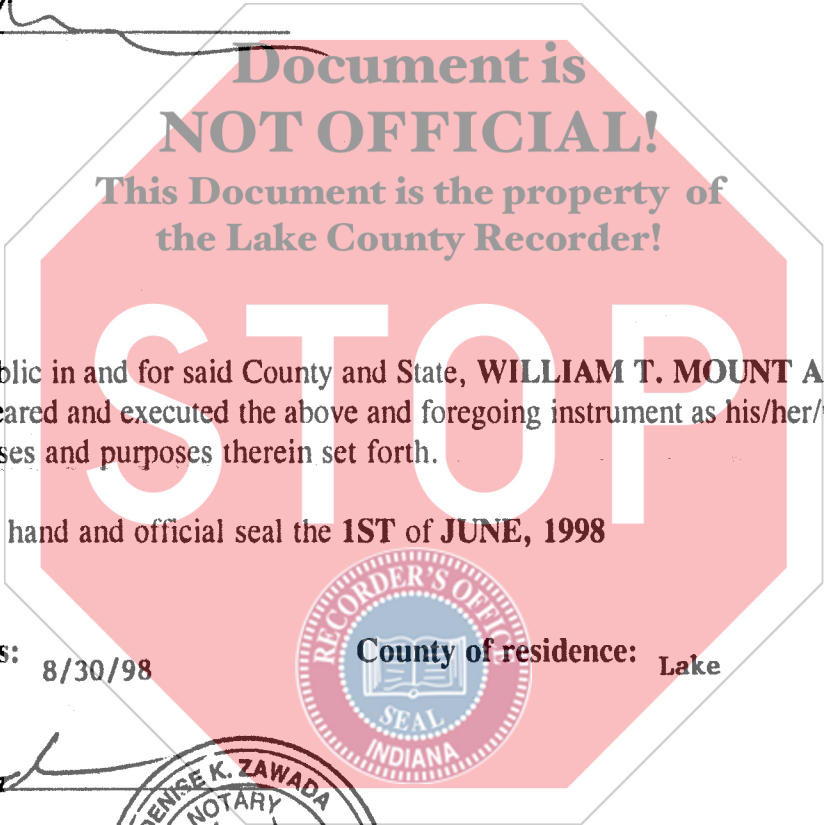 Document is
NOT OFFICIAL!
This Document is the property of
the Lake County Recorder!
STOP
blic in and for said County and State, WILLIAM T. MOUNT A
eared and executed the above and foregoing instrument as his/her/
ses and purposes therein set forth.
hand and official seal the 1ST of JUNE, 1998
s: 8/30/98 County of residence: Lake
RECORDER'S OFFICE
SEAL
INDIANA
DENISE K. ZAWADA
NOTARY